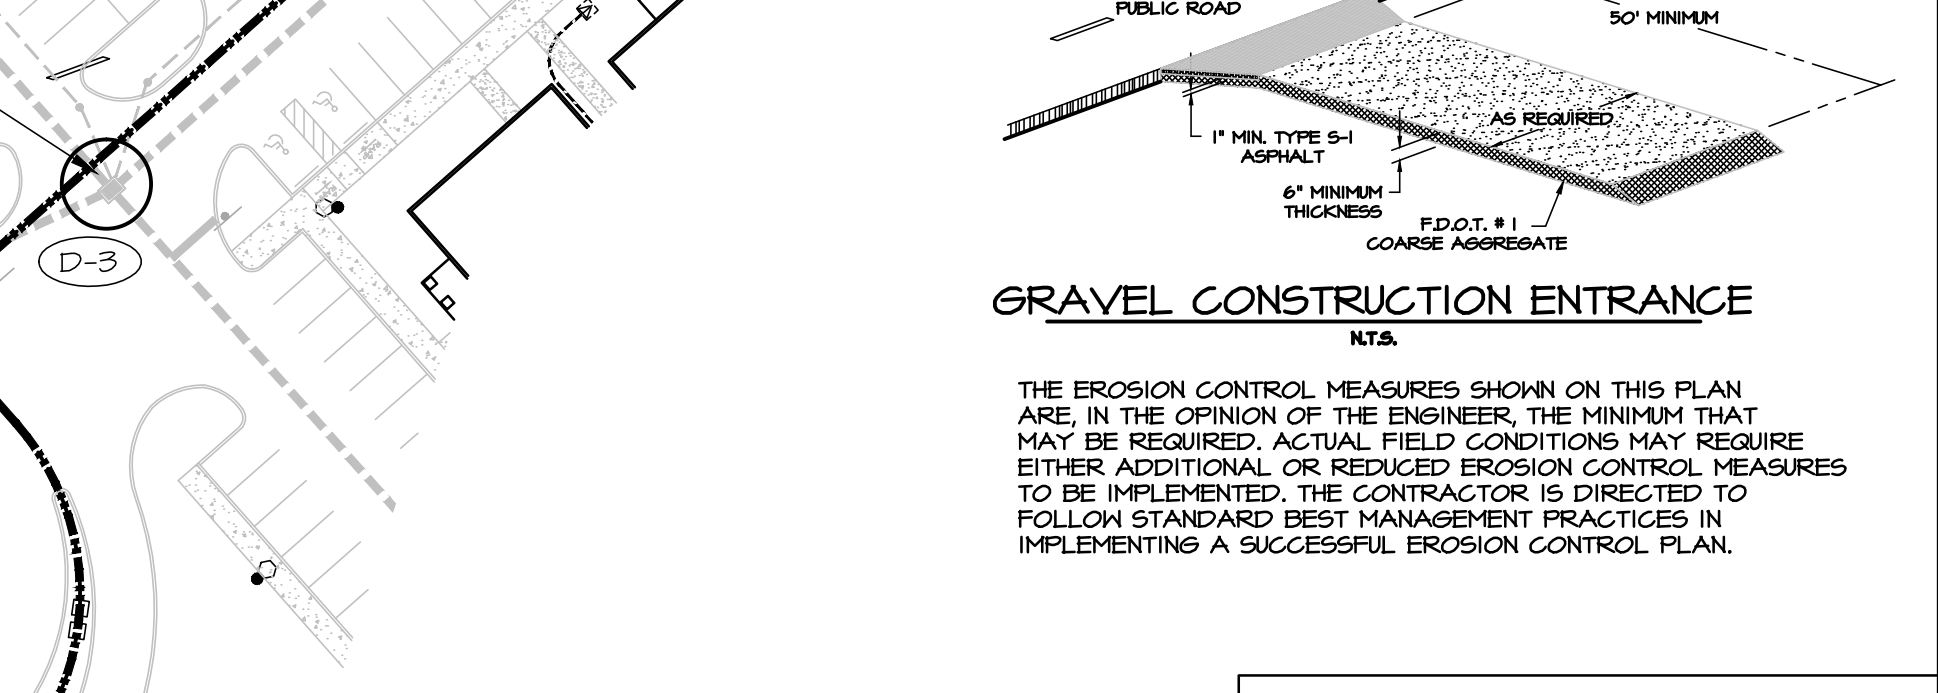 PUBLIC ROAD
50' MINIMUM
AS REQUIRED
1" MIN. TYPE S-1
ASPHALT
6" MINIMUM
THICKNESS
F.D.O.T. # 1
COARSE AGGREGATE
D-3
GRAVEL CONSTRUCTION ENTRANCE
N.T.S.
THE EROSION CONTROL MEASURES SHOWN ON THIS PLAN
ARE, IN THE OPINION OF THE ENGINEER, THE MINIMUM THAT
MAY BE REQUIRED. ACTUAL FIELD CONDITIONS MAY REQUIRE
EITHER ADDITIONAL OR REDUCED EROSION CONTROL MEASURES
TO BE IMPLEMENTED. THE CONTRACTOR IS DIRECTED TO
FOLLOW STANDARD BEST MANAGEMENT PRACTICES IN
IMPLEMENTING A SUCCESSFUL EROSION CONTROL PLAN.